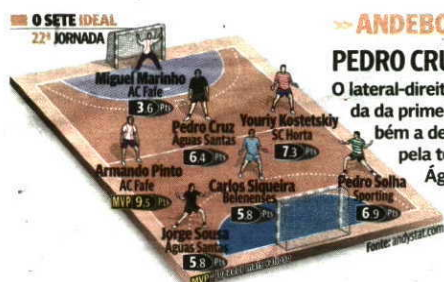 O SETE IDEAL
22ª JORNADA
Miguel Marinho
AC Fafe
3.6 Pts
Pedro Cruz
Águas Santas
6.4 Pts
Youriy Kostetskiy
SC Horta
7.3 Pts
Armando Pinto
AC Fafe
MVP 9.5 Pts
Carlos Siqueira
Belenenses
5.8 Pts
Pedro Solha
Sporting
6.9 Pts
Jorge Sousa
Águas Santas
5.8 Pts
MVP
Fonte: andystat.com
>> ANDEBO
PEDRO CRU
O lateral-direit
da da prime
bém a de
pela t
Ág